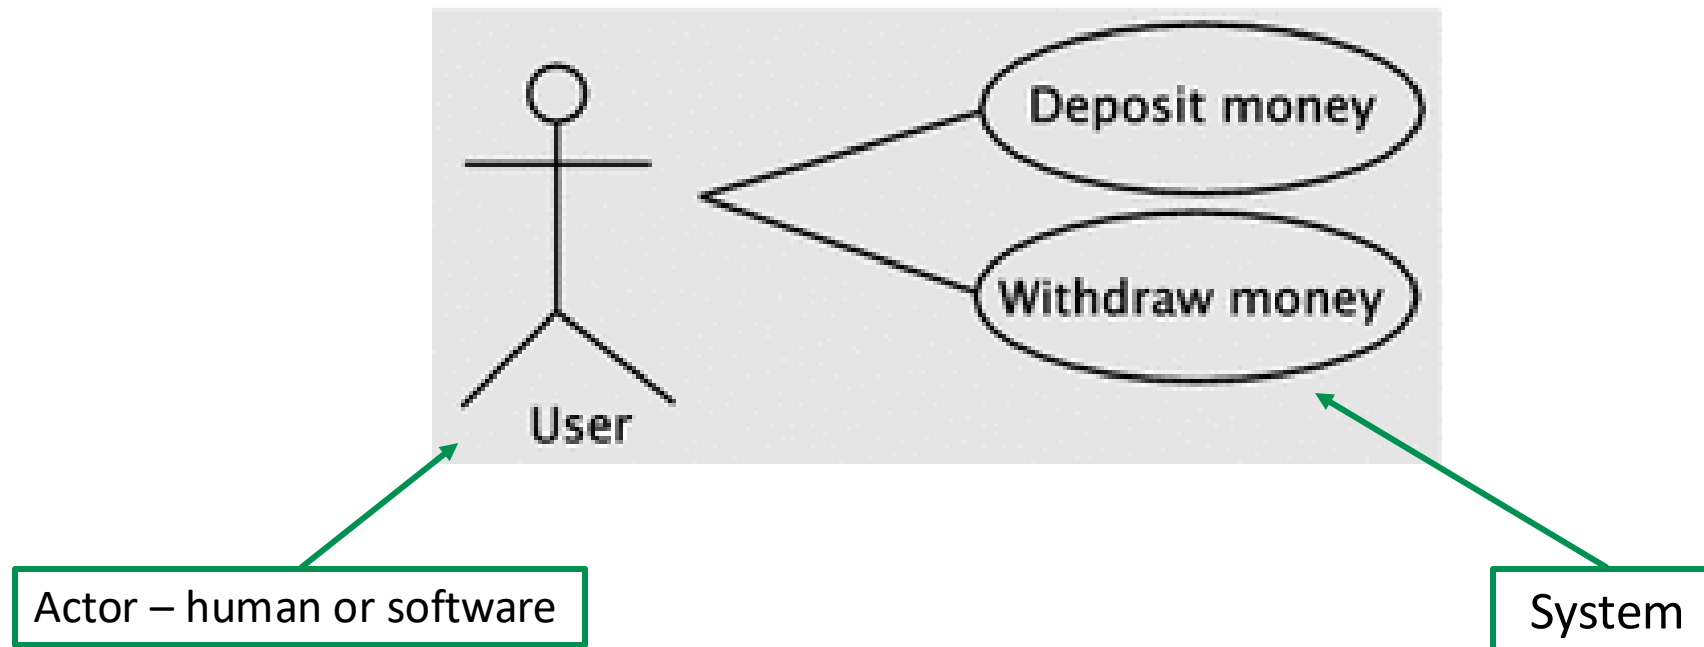 Deposit money
Withdraw money
User
Actor – human or software
System